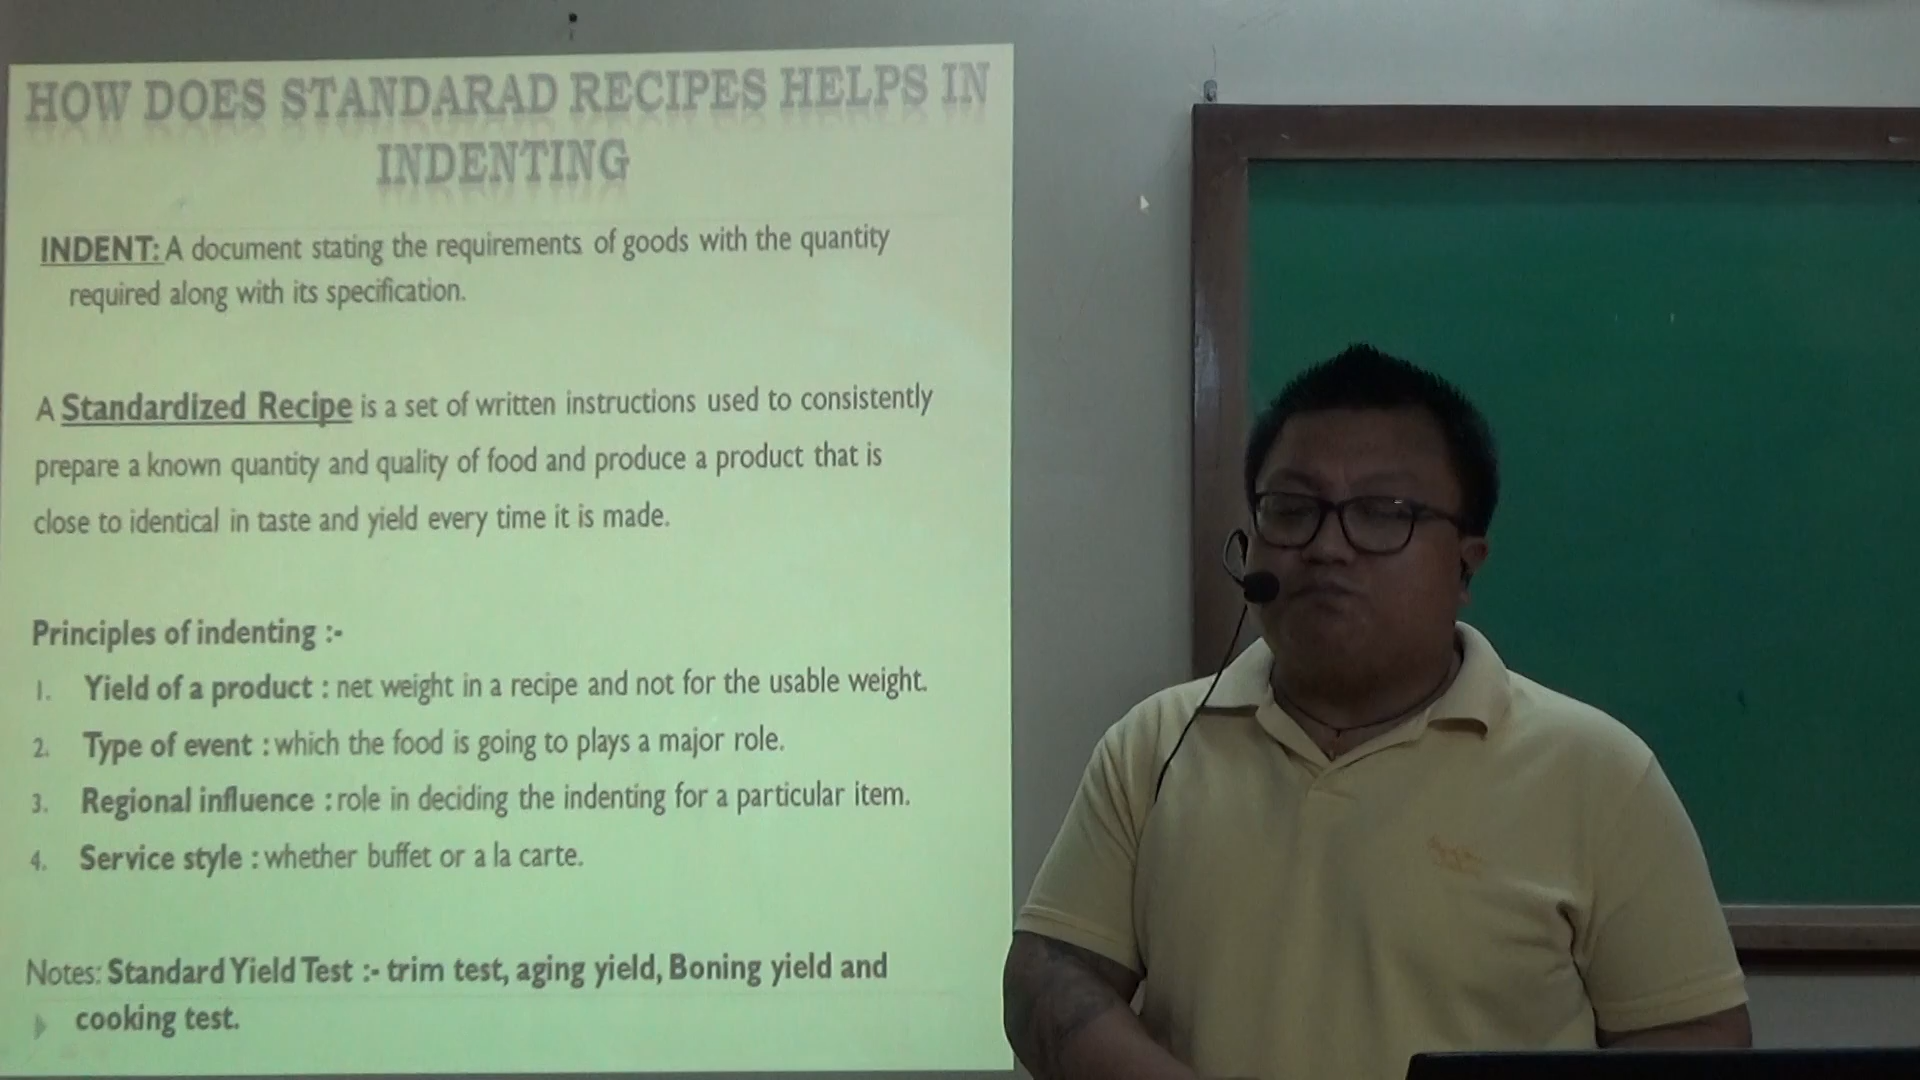 HOW DOES STANDARAD RECIPES HELPS IN
INDENTING
INDENT: A document stating the requirements of goods with the quantity
required along with its specification.
A Standardized Recipe is a set of written instructions used to consistently
prepare a known quantity and quality of food and produce a product that is
close to identical in taste and yield every time it is made.
Principles of indenting :-
1. Yield of a product : net weight in a recipe and not for the usable weight.
2. Type of event : which the food is going to plays a major role.
3. Regional influence : role in deciding the indenting for a particular item.
4. Service style : whether buffet or a la carte.
Notes: Standard Yield Test :- trim test, aging yield, Boning yield and
cooking test.